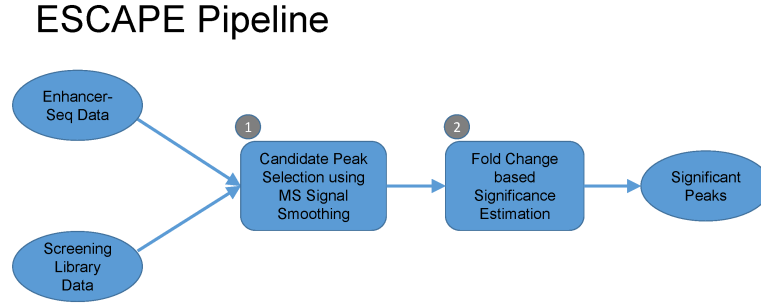 ESCAPE Pipeline
Enhancer-
Seq Data
1
Candidate Peak
Selection using
MS Signal
Smoothing
2
Fold Change
based
Significance
Estimation
Significant
Peaks
Screening
Library
Data